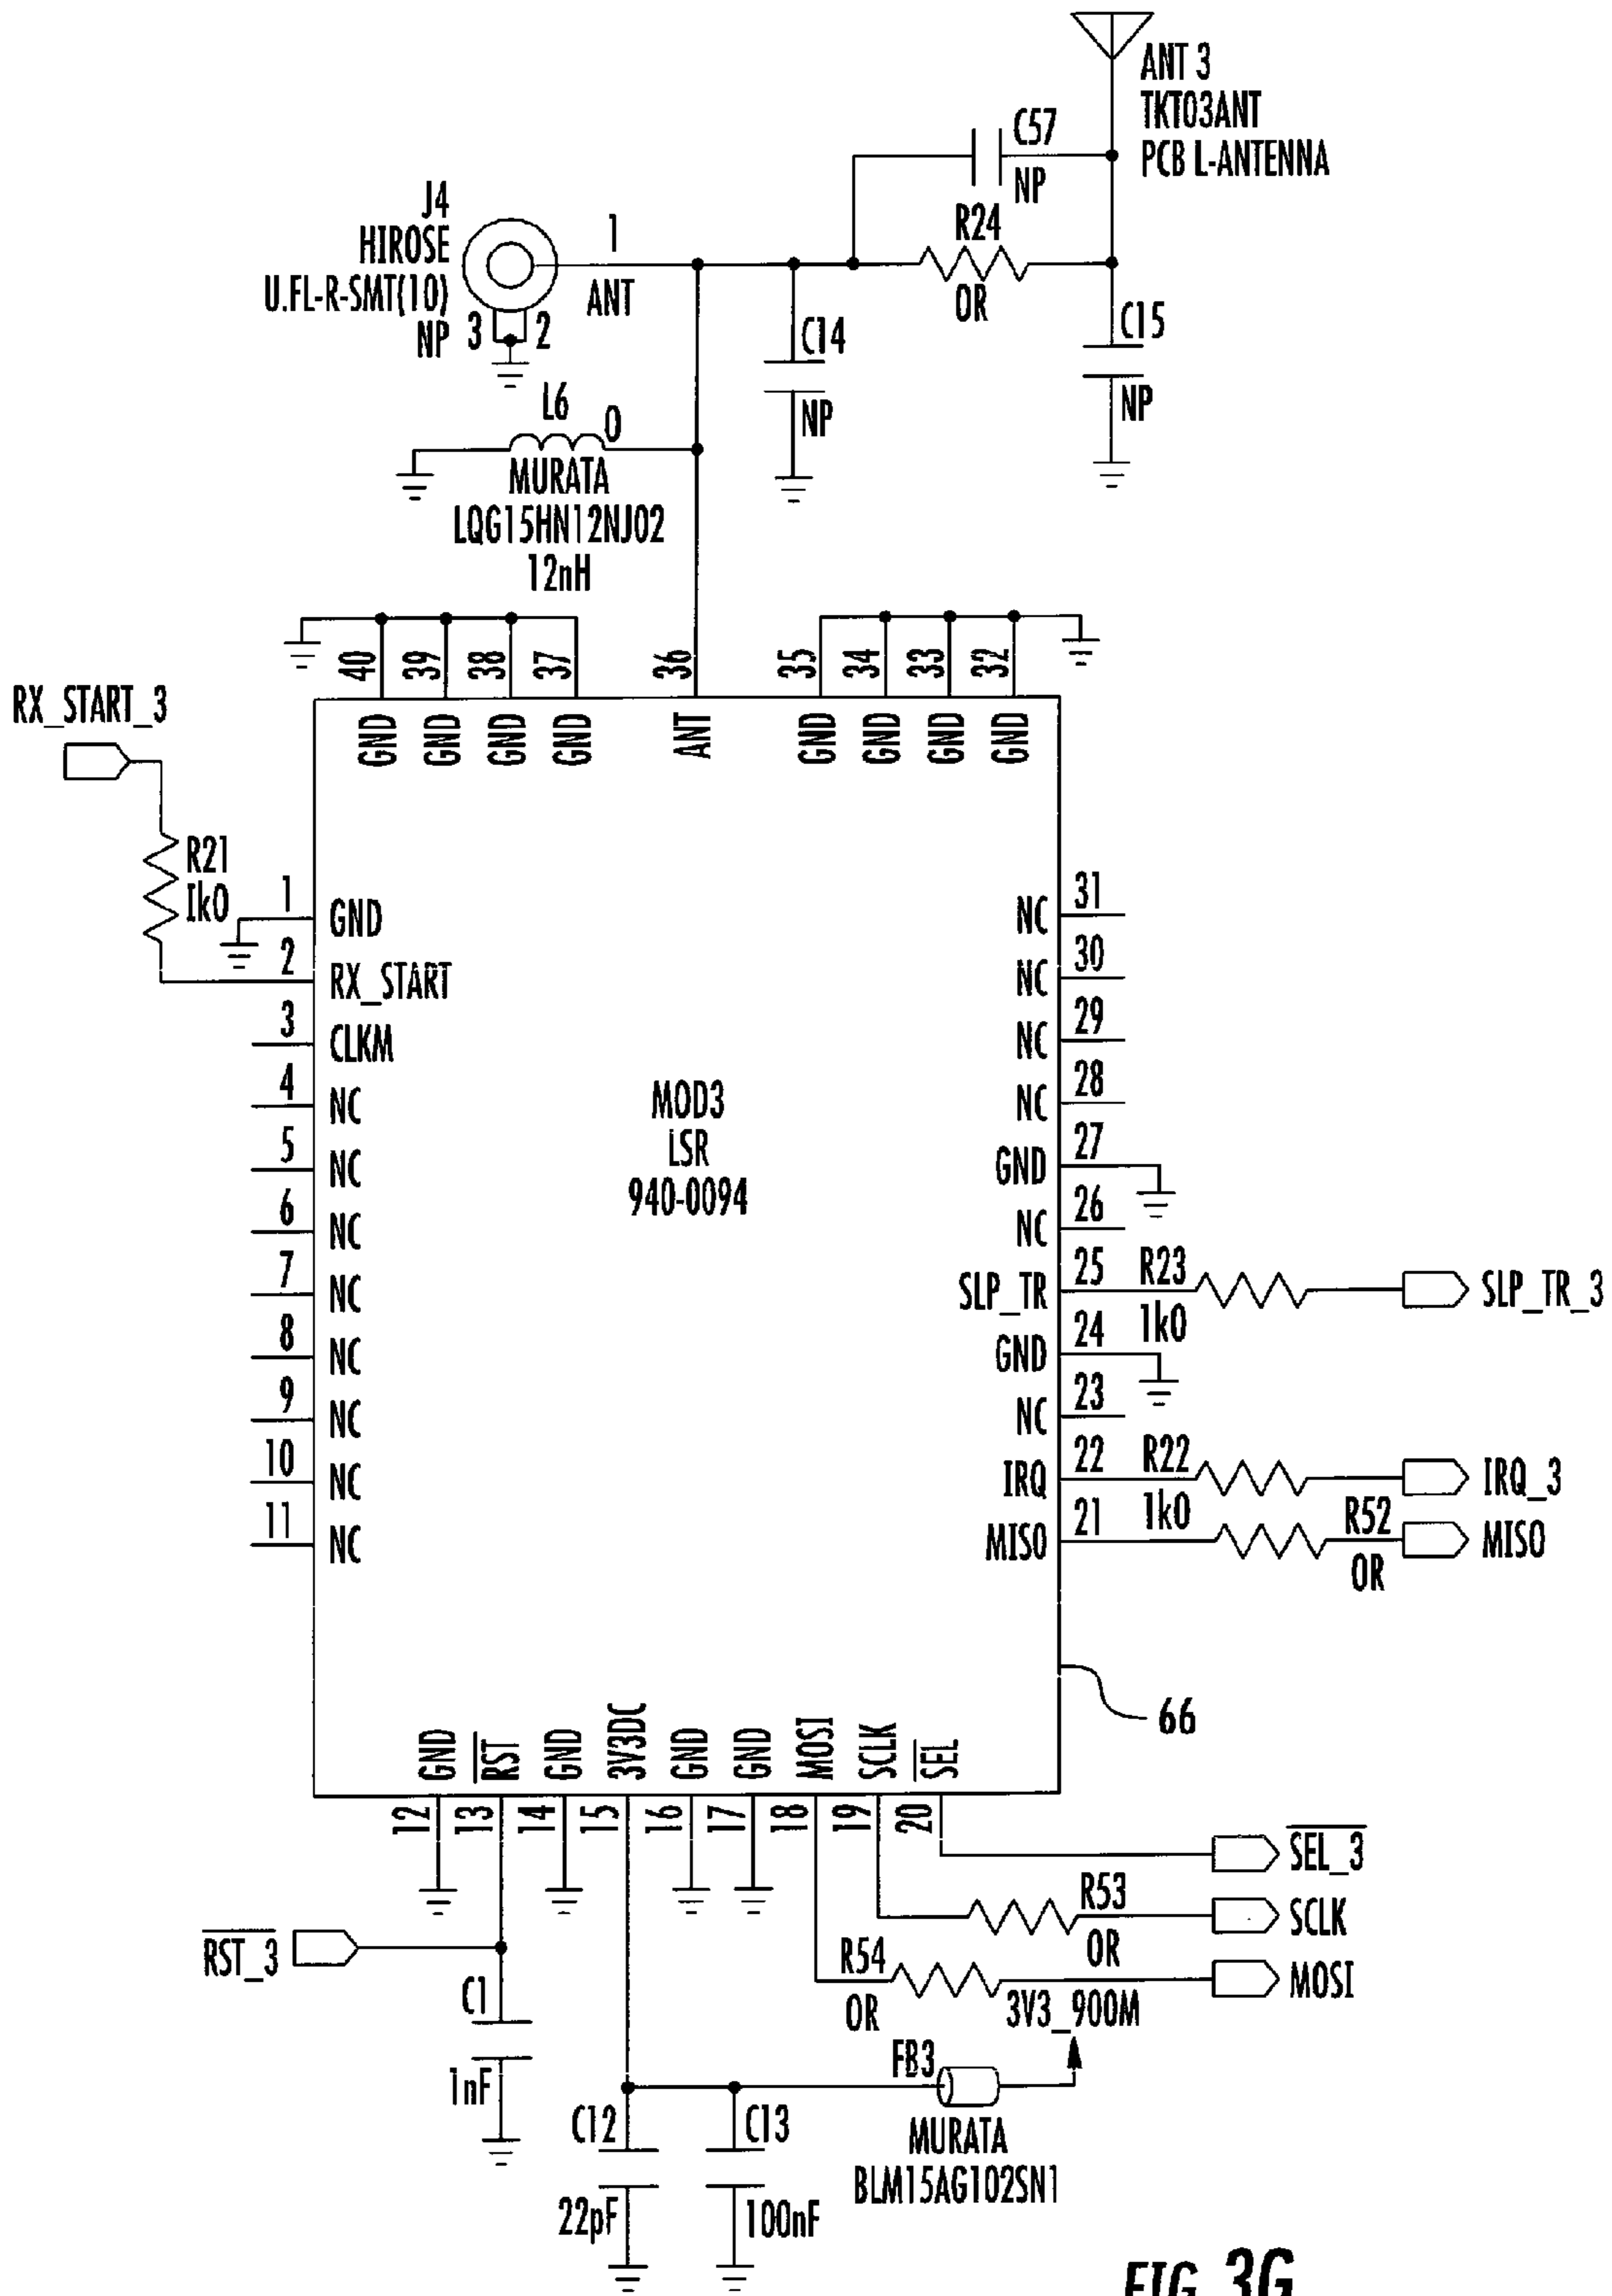 ANT 3
TKT03ANT
PCB L-ANTENNA
C57
NP
J4
HIROSE
U.FL-R-SMT(10)
NP
3
2
1
ANT
R24
OR
C14
NP
C15
NP
L6
0
MURATA
LQG15HN12NJ02
12nH
40
39
38
37
36
35
34
33
32
GND
GND
GND
GND
ANT
GND
GND
GND
GND
RX_START_3
R21
1k0
1
GND
2
RX_START
3
CLKM
4
NC
5
NC
6
NC
7
NC
8
NC
9
NC
10
NC
11
NC
MOD3
LSR
940-0094
NC
31
NC
30
NC
29
NC
28
GND
27
NC
26
SLP_TR
25
R23
1k0
SLP_TR_3
GND
24
NC
23
IRQ
22
R22
1k0
IRQ_3
MISO
21
R52
OR
MISO
66
GND
RST
GND
3V3DC
GND
GND
MOSI
SCLK
SEL
12
13
14
15
16
17
18
19
20
SEL_3
R53
OR
SCLK
R54
OR
MOSI
RST_3
C1
1nF
3V3_900M
FB3
MURATA
BLM15AG102SN1
C12
22pF
C13
100nF
FIG. 3G